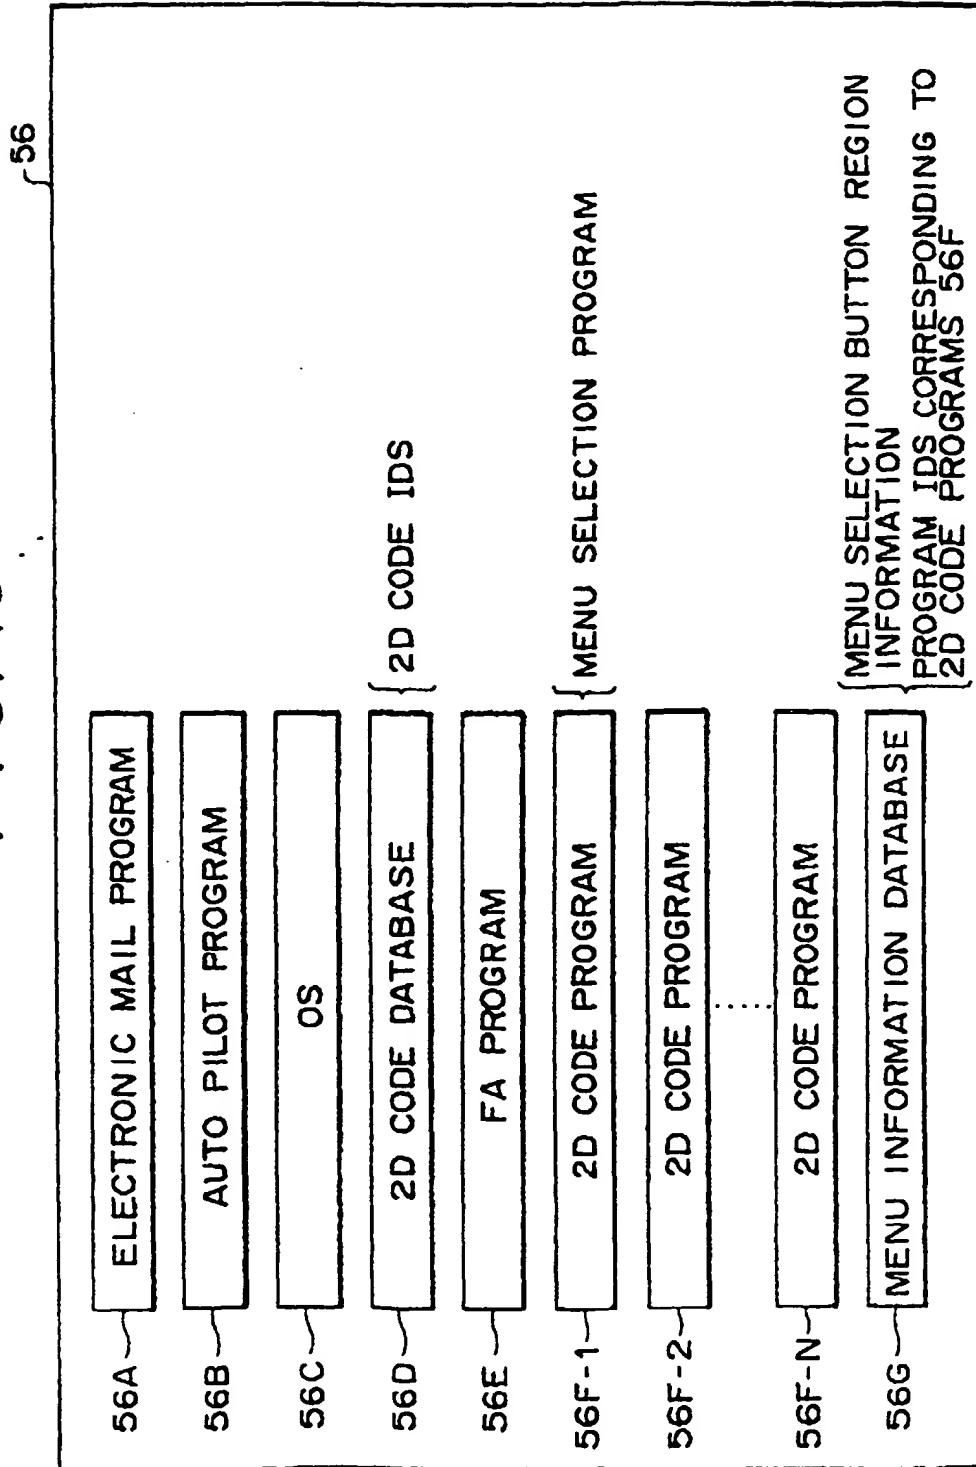 56
56A ELECTRONIC MAIL PROGRAM
56B AUTO PILOT PROGRAM
56C OS
56D 2D CODE DATABASE { 2D CODE IDS
56E FA PROGRAM
56F-1 2D CODE PROGRAM { MENU SELECTION PROGRAM
56F-2 2D CODE PROGRAM
56F-N 2D CODE PROGRAM
56G MENU INFORMATION DATABASE
MENU SELECTION BUTTON REGION
INFORMATION
PROGRAM IDS CORRESPONDING TO
2D CODE PROGRAMS 56F